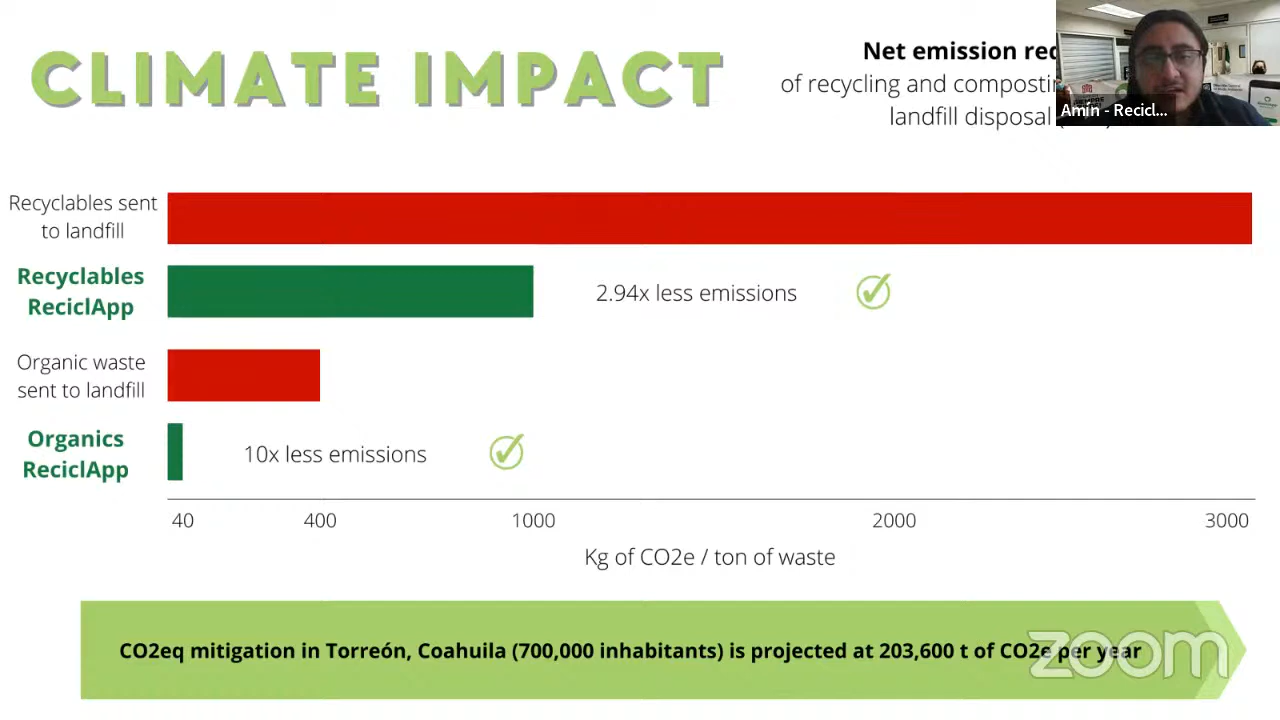 CLIMATE IMPACT
Net emission
of recycling and
landfill disposal
Amín - Recicl...
Recyclables sent
to landfill
Recyclables
ReciclApp
2.94x less emissions
Organic waste
sent to landfill
Organics
ReciclApp
10x less emissions
40 400 1000 2000 3000
Kg of CO2e / ton of waste
CO2eq mitigation in Torreón, Coahuila (700,000 inhabitants) is projected at 203,600 t of CO2e per year
zoom